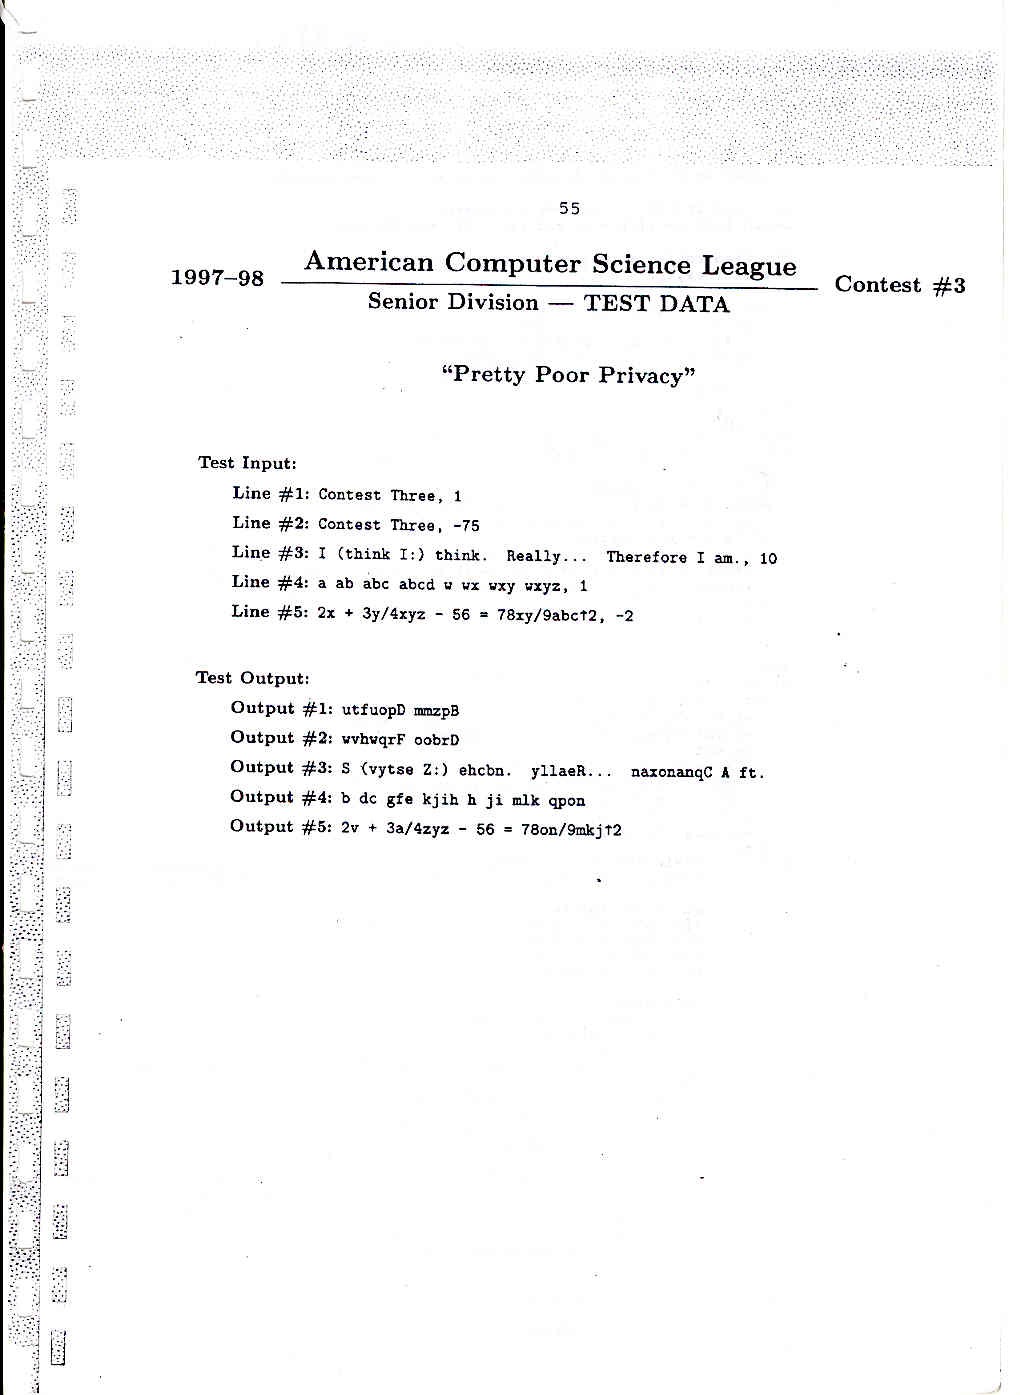 55
1997–98 American Computer Science League Contest #3
Senior Division — TEST DATA
“Pretty Poor Privacy”
Test Input:
Line #1: Contest Three, 1
Line #2: Contest Three, -75
Line #3: I (think I:) think.  Really...  Therefore I am., 10
Line #4: a ab abc abcd w wx wxy wxyz, 1
Line #5: 2x + 3y/4xyz - 56 = 78xy/9abc↑2, -2
Test Output:
Output #1: utfuopD mmzpB
Output #2: wvhwqrF oobrD
Output #3: S (vytse Z:) ehcbn.  yllaeR...  naxonanqC A ft.
Output #4: b dc gfe kjih h ji mlk qpon
Output #5: 2v + 3a/4zyz - 56 = 78on/9mkj↑2